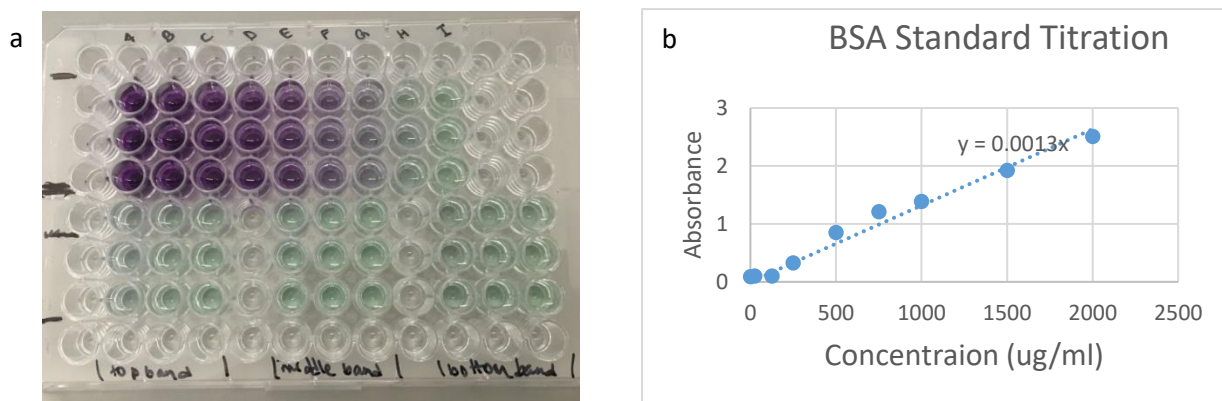 a
A B C D E F G H I
| top band | | middle band | | bottom band |
b
BSA Standard Titration
3
2
1
0
Absorbance
y = 0.0013x
0 500 1000 1500 2000 2500
Concentraion (ug/ml)